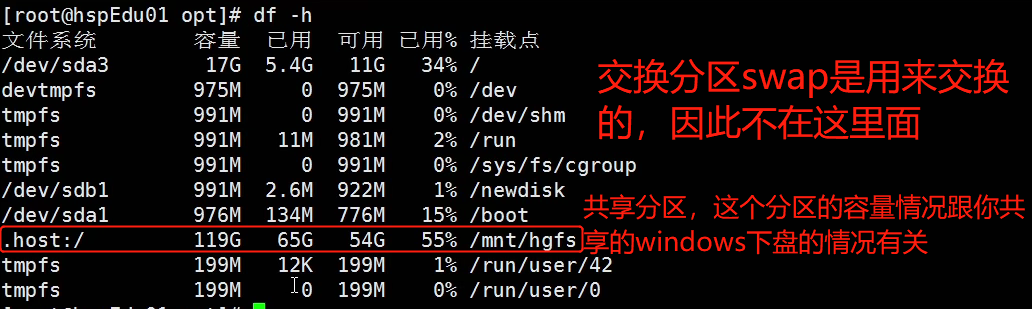 [root@hspEdu01 opt]# df -h
文件系统 容量 已用 可用 已用% 挂载点
/dev/sda3 17G 5.4G 11G 34% /
devtmpfs 975M 0 975M 0% /dev
tmpfs 991M 0 991M 0% /dev/shm
tmpfs 991M 11M 981M 2% /run
tmpfs 991M 0 991M 0% /sys/fs/cgroup
/dev/sdb1 991M 2.6M 922M 1% /newdisk
/dev/sda1 976M 134M 776M 15% /boot
.host:/ 119G 65G 54G 55% /mnt/hgfs
tmpfs 199M 12K 199M 1% /run/user/42
tmpfs 199M 0 199M 0% /run/user/0
交换分区swap是用来交换
的，因此不在这里面
共享分区，这个分区的容量情况跟你共
享的windows下盘的情况有关